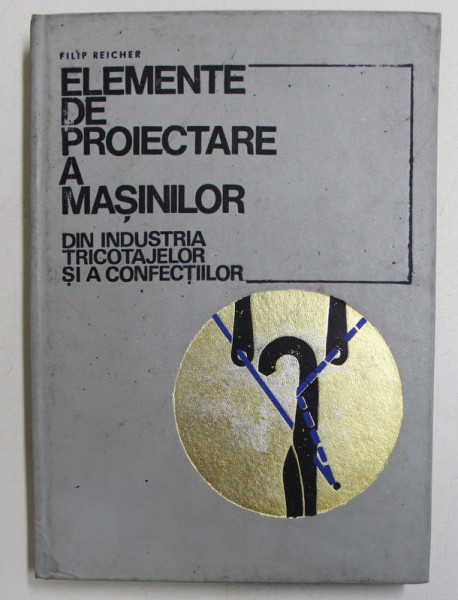 FILIP REICHER
ELEMENTE
DE
PROIECTARE
A
MAȘINILOR
DIN INDUSTRIA
TRICOTAJELOR
ȘI A CONFECȚIILOR